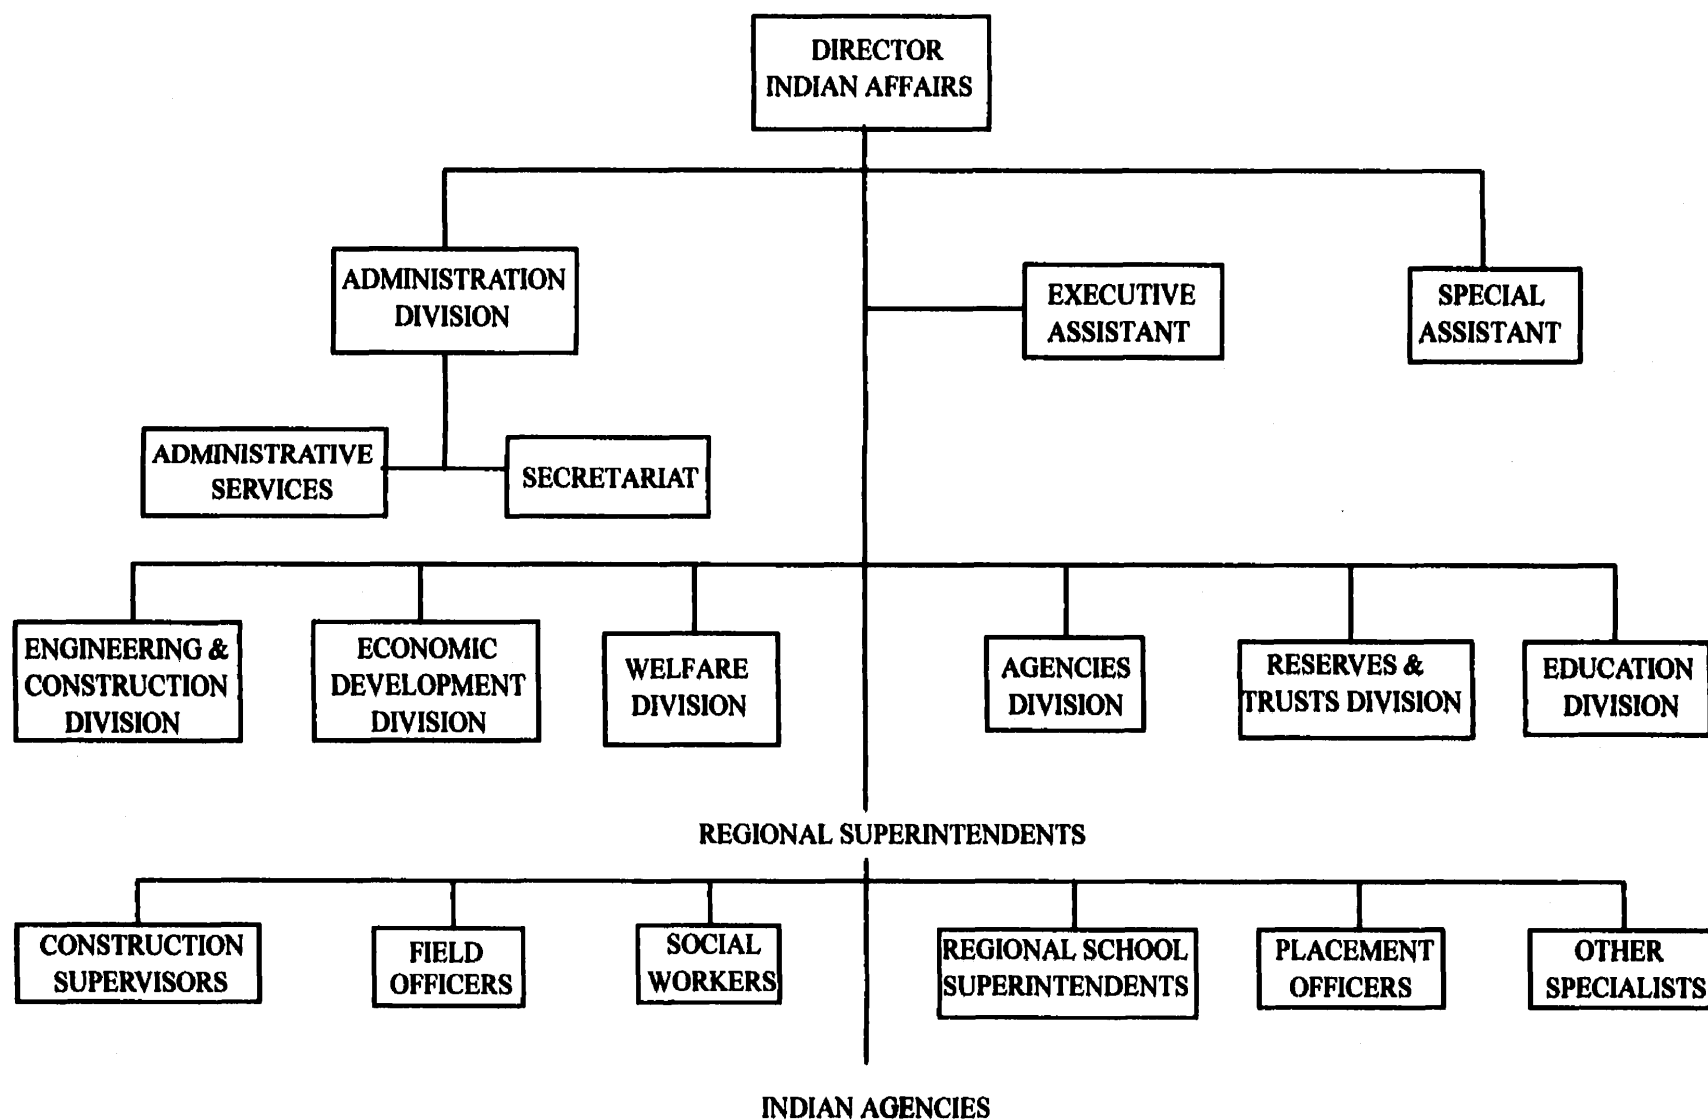 DIRECTOR
INDIAN AFFAIRS
ADMINISTRATION
DIVISION
EXECUTIVE
ASSISTANT
SPECIAL
ASSISTANT
ADMINISTRATIVE
SERVICES
SECRETARIAT
ENGINEERING &
CONSTRUCTION
DIVISION
ECONOMIC
DEVELOPMENT
DIVISION
WELFARE
DIVISION
AGENCIES
DIVISION
RESERVES &
TRUSTS DIVISION
EDUCATION
DIVISION
REGIONAL SUPERINTENDENTS
CONSTRUCTION
SUPERVISORS
FIELD
OFFICERS
SOCIAL
WORKERS
REGIONAL SCHOOL
SUPERINTENDENTS
PLACEMENT
OFFICERS
OTHER
SPECIALISTS
INDIAN AGENCIES